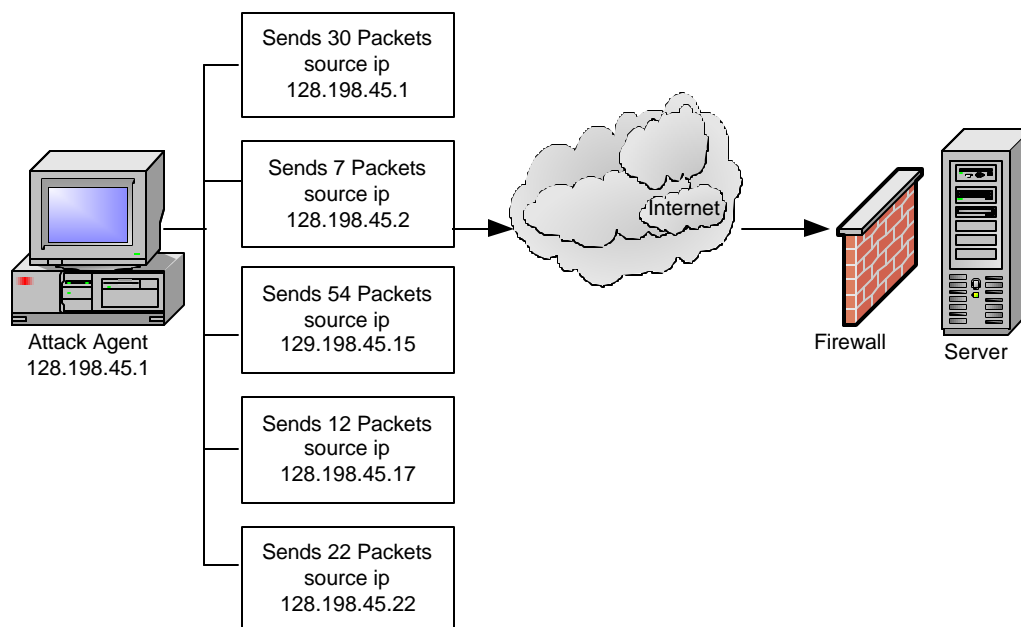 Sends 30 Packets
source ip
128.198.45.1
Sends 7 Packets
source ip
128.198.45.2
Internet
Sends 54 Packets
source ip
129.198.45.15
Attack Agent
128.198.45.1
Firewall
Server
Sends 12 Packets
source ip
128.198.45.17
Sends 22 Packets
source ip
128.198.45.22